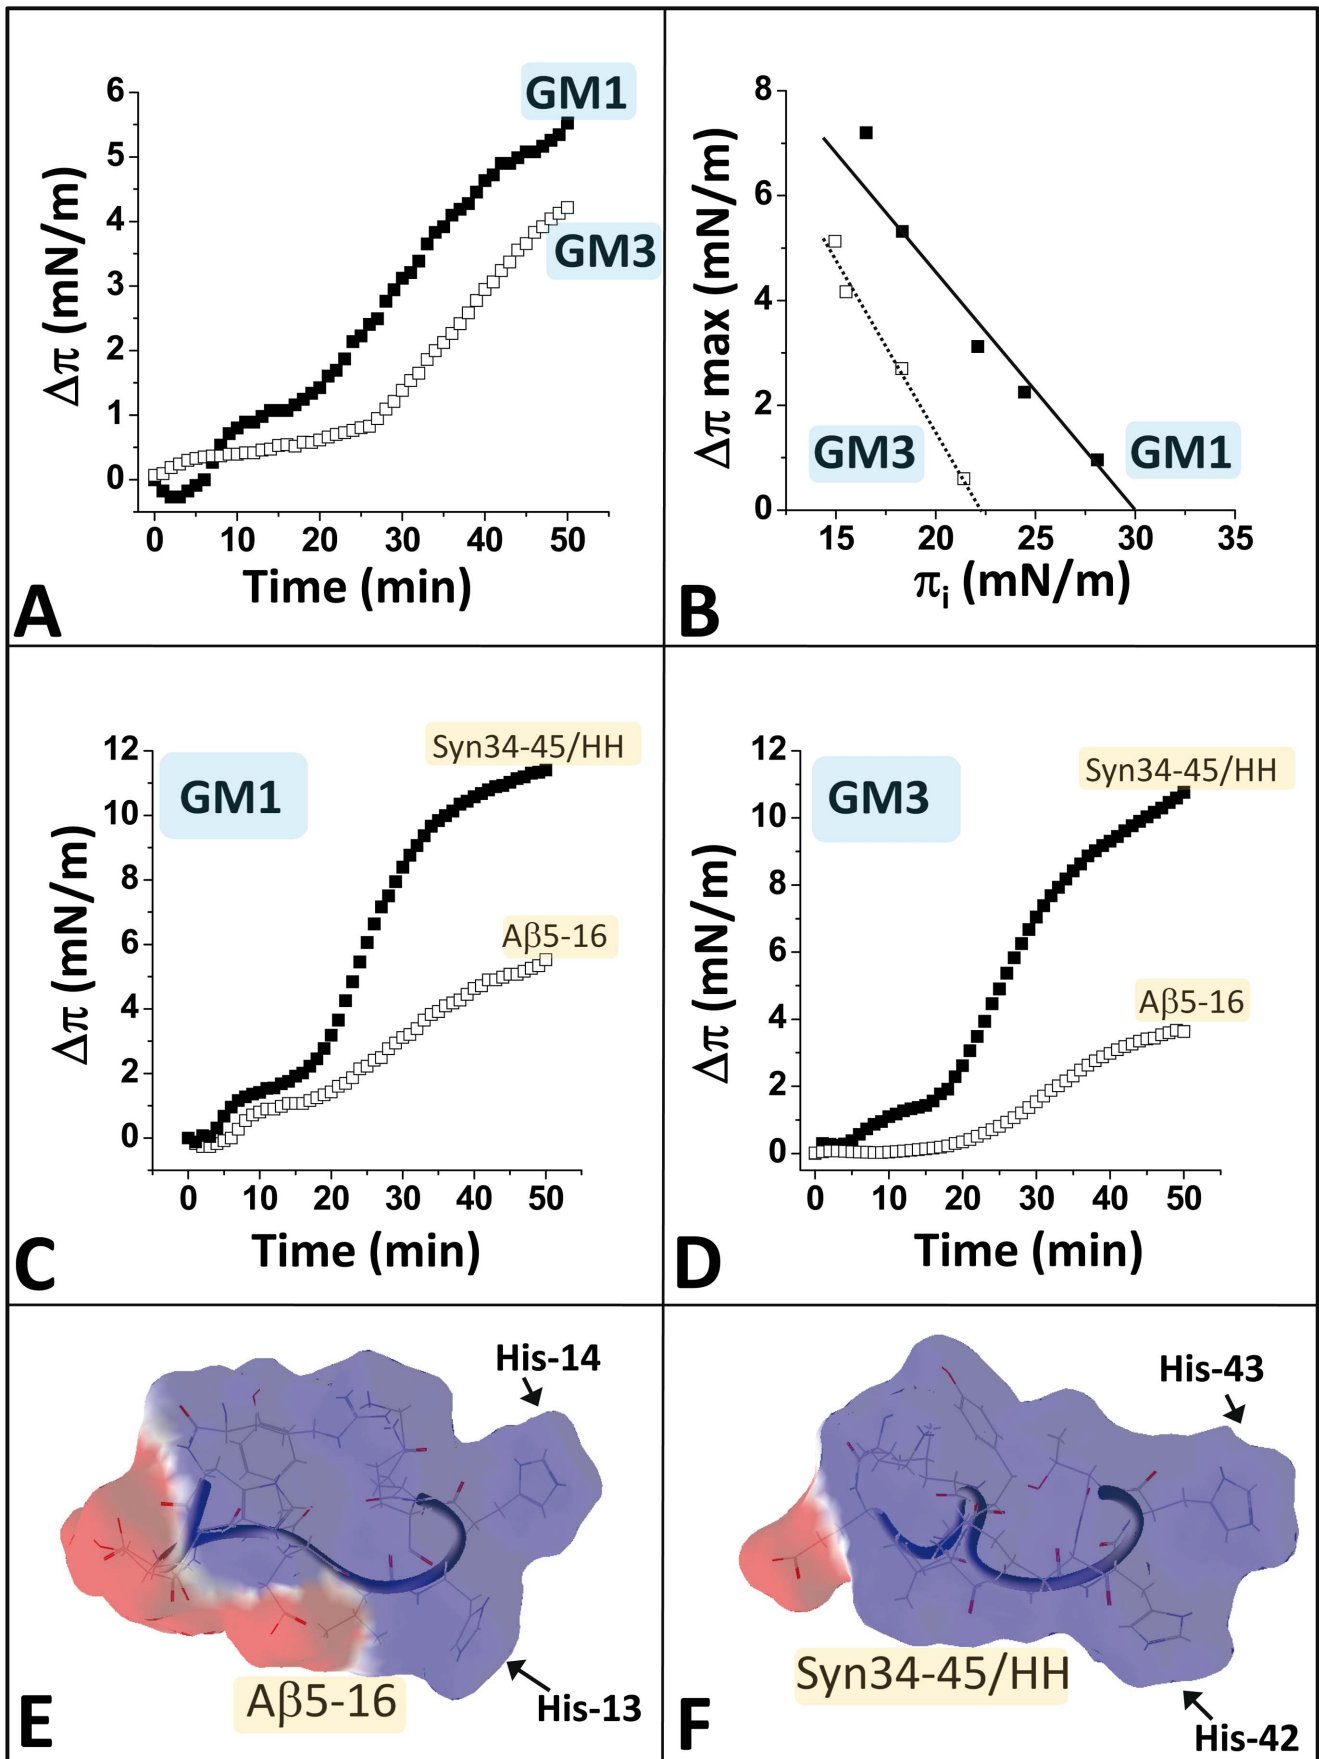 GM1
GM3
6
5
4
3
2
1
0
Δπ (mN/m)
0 10 20 30 40 50
Time (min)
A
8
6
4
2
0
Δπ max (mN/m)
GM3
GM1
15 20 25 30 35
πi (mN/m)
B
Syn34-45/HH
GM1
Aβ5-16
12
10
8
6
4
2
0
Δπ (mN/m)
0 10 20 30 40 50
Time (min)
C
Syn34-45/HH
GM3
Aβ5-16
12
10
8
6
4
2
0
Δπ (mN/m)
0 10 20 30 40 50
Time (min)
D
His-14
Aβ5-16
His-13
E
His-43
Syn34-45/HH
His-42
F